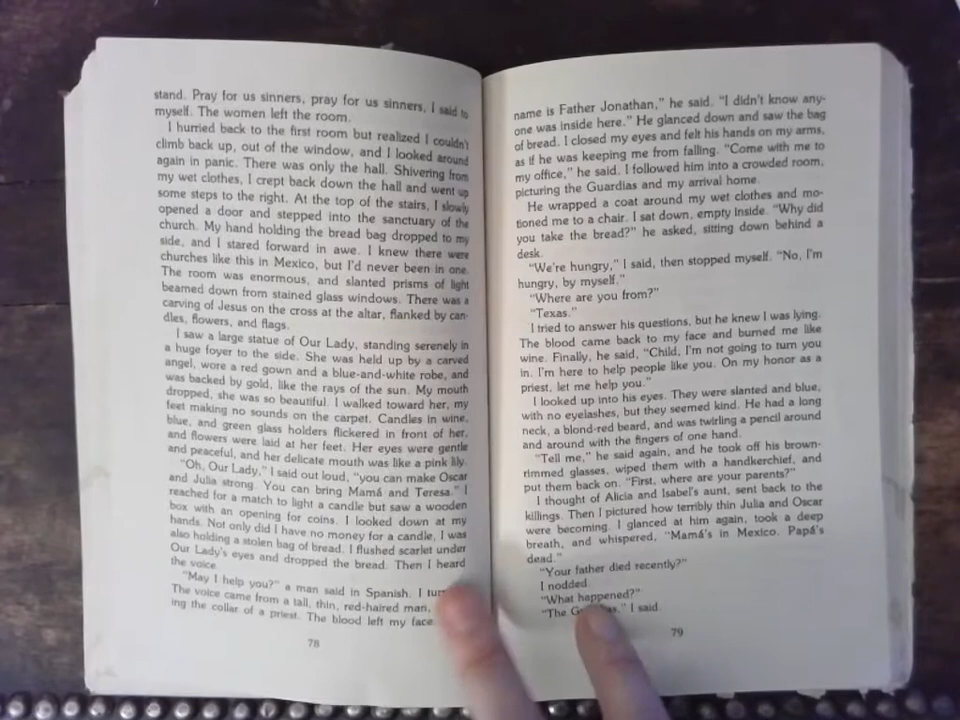 stand. Pray for us sinners, pray for us sinners, I said to
myself. The women left the room.
I hurried back to the first room but realized I couldn't
climb back up, out of the window, and I looked around
again in panic. There was only the hall. Shivering from
my wet clothes, I crept back down the hall and went up
some steps to the right. At the top of the stairs, I slowly
opened a door and stepped into the sanctuary of the
church. My hand holding the bread bag dropped to my
side, and I stared forward in awe. I knew there were
churches like this in Mexico, but I'd never been in one.
The room was enormous, and slanted prisms of light
beamed down from stained glass windows. There was a
carving of Jesus on the cross at the altar, flanked by can-
dles, flowers, and flags.
I saw a large statue of Our Lady, standing serenely in
a huge foyer to the side. She was held up by a carved
angel, wore a red gown and a blue-and-white robe, and
was backed by gold, like the rays of the sun. My mouth
dropped, she was so beautiful. I walked toward her, my
feet making no sounds on the carpet. Candles in wine,
blue, and green glass holders flickered in front of her,
and flowers were laid at her feet. Her eyes were gentle
and peaceful, and her delicate mouth was like a pink lily.
"Oh, Our Lady," I said out loud, "you can make Oscar
and Julia strong. You can bring Mamá and Teresa." I
reached for a match to light a candle but saw a wooden
box with an opening for coins. I looked down at my
hands. Not only did I have no money for a candle, I was
also holding a stolen bag of bread. I flushed scarlet under
Our Lady's eyes and dropped the bread. Then I heard
the voice.
"May I help you?" a man said in Spanish. I
The voice came from a tall, thin, red-haired man,
ing the collar of a priest. The blood left my face.
78
name is Father Jonathan," he said. "I didn't know any-
one was inside here." He glanced down and saw the bag
of bread. I closed my eyes and felt his hands on my arms,
as if he was keeping me from falling. "Come with me to
my office," he said. I followed him into a crowded room,
picturing the Guardias and my arrival home.
He wrapped a coat around my wet clothes and mo-
tioned me to a chair. I sat down, empty inside. "Why did
you take the bread?" he asked, sitting down behind a
desk.
"We're hungry," I said, then stopped myself. "No, I'm
hungry, by myself."
"Where are you from?"
"Texas."
I tried to answer his questions, but he knew I was lying.
The blood came back to my face and burned me like
wine. Finally, he said, "Child, I'm not going to turn you
in. I'm here to help people like you. On my honor as a
priest, let me help you."
I looked up into his eyes. They were slanted and blue,
with no eyelashes, but they seemed kind. He had a long
neck, a blond-red beard, and was twirling a pencil around
and around with the fingers of one hand.
"Tell me," he said again, and he took off his brown-
rimmed glasses, wiped them with a handkerchief, and
put them back on. "First, where are your parents?"
I thought of Alicia and Isabel's aunt, sent back to the
killings. Then I pictured how terribly thin Julia and Oscar
were becoming. I glanced at him again, took a deep
breath, and whispered, "Mamá's in Mexico. Papá's
dead."
"Your father died recently?"
I nodded.
"What happened?"
"The I said.
79